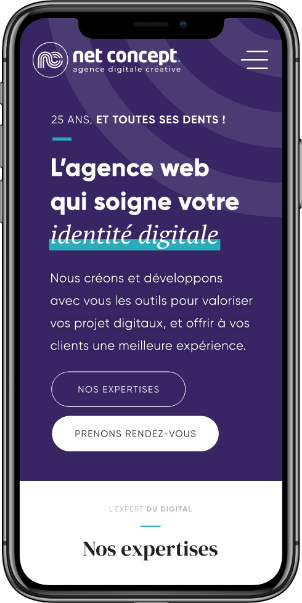 net concept.
agence digitale créative
25 ANS, ET TOUTES SES DENTS !
L'agence web
qui soigne votre
identité digitale
Nous créons et développons
avec vous les outils pour valoriser
vos projet digitaux, et offrir à vos
clients une meilleure expérience.
NOS EXPERTISES
PRENONS RENDEZ-VOUS
L'EXPERT DU DIGITAL
Nos expertises